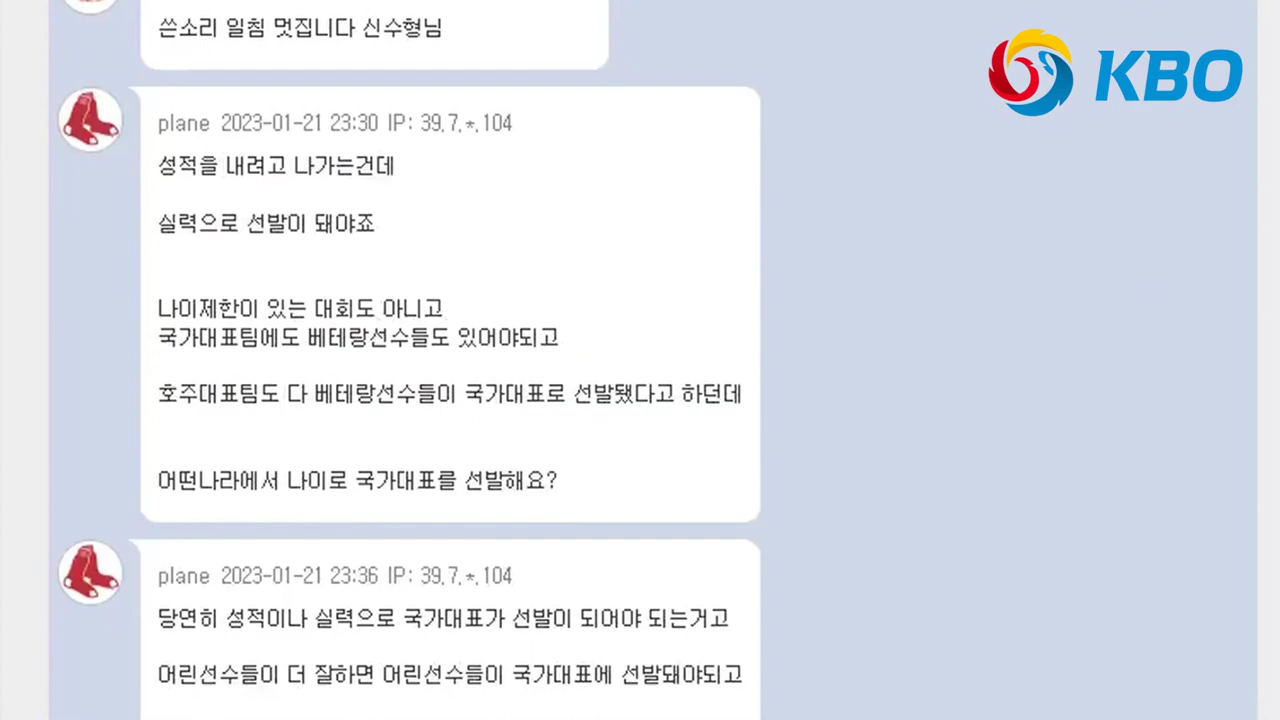 쓴소리 일침 멋집니다 신수형님
KBO
plane 2023-01-21 23:30 IP: 39.7.*.104
성적을 내려고 나가는건데
실력으로 선발이 돼야죠
나이제한이 있는 대회도 아니고
국가대표팀에도 베테랑선수들도 있어야되고
호주대표팀도 다 베테랑선수들이 국가대표로 선발됐다고 하던데
어떤나라에서 나이로 국가대표를 선발해요?
plane 2023-01-21 23:36 IP: 39.7.*.104
당연히 성적이나 실력으로 국가대표가 선발이 되어야 되는거고
어린선수들이 더 잘하면 어린선수들이 국가대표에 선발돼야되고